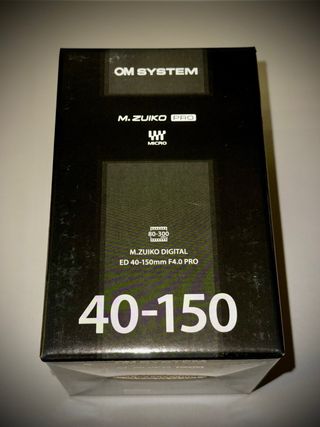 OM SYSTEM
M.ZUIKO PRO
MICRO
80-300
M.ZUIKO DIGITAL
ED 40-150mm F4.0 PRO
40-150